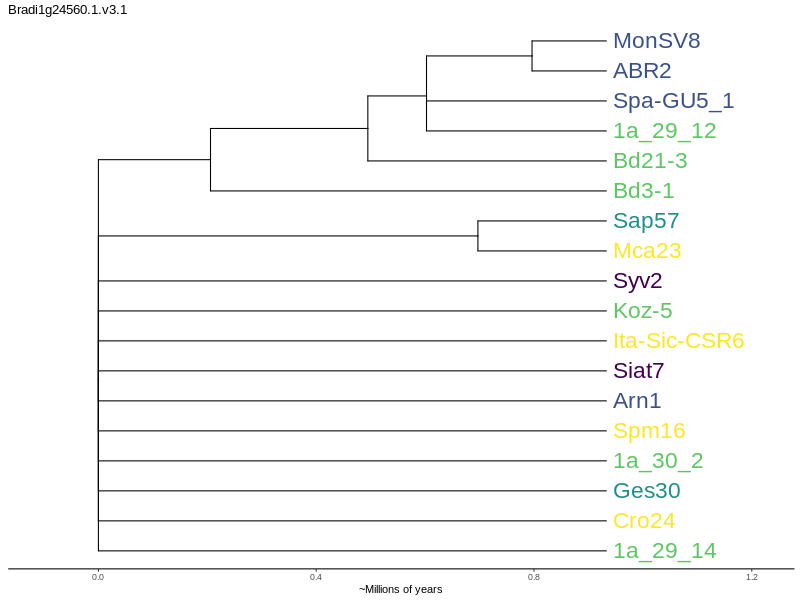 Bradi1g24560.1.v3.1
MonSV8
ABR2
Spa-GU5_1
1a_29_12
Bd21-3
Bd3-1
Sap57
Mca23
Syv2
Koz-5
Ita-Sic-CSR6
Siat7
Arn1
Spm16
1a_30_2
Ges30
Cro24
1a_29_14
0.0 0.4 0.8 1.2
~Millions of years